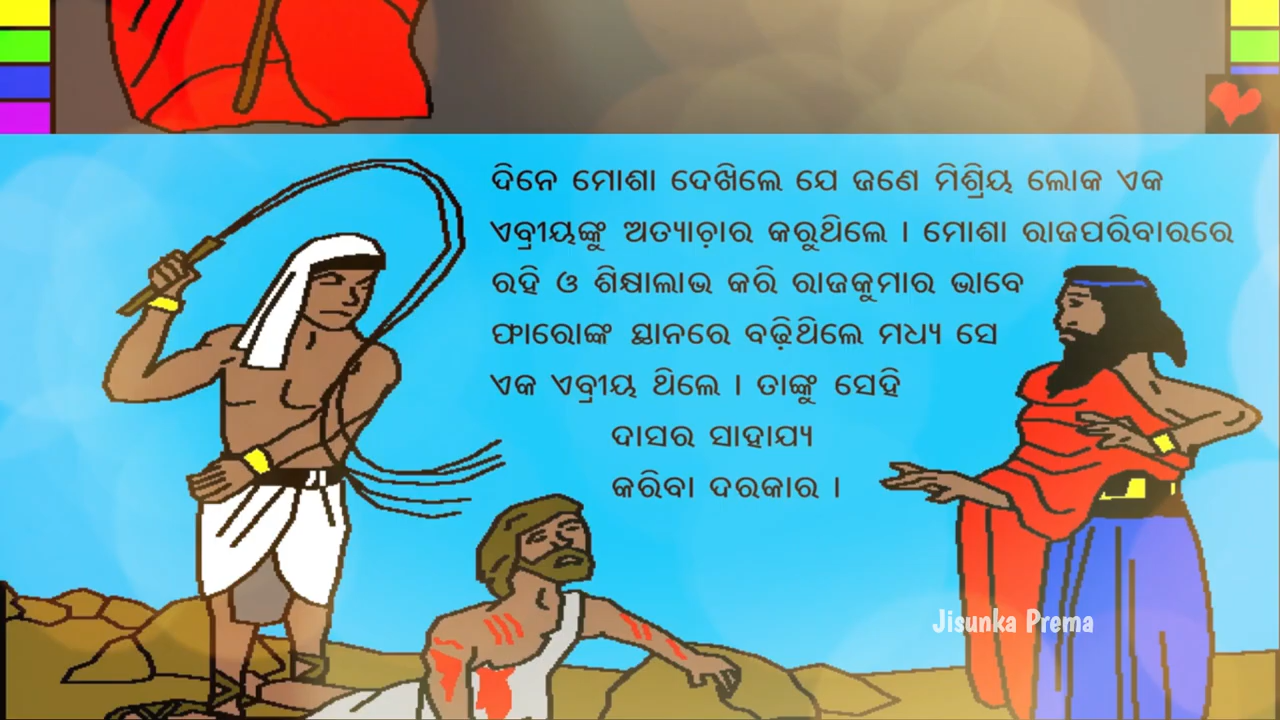 ଦିନେ ମୋଶା ଦେଖିଲେ ଯେ ଜଣେ ମିଶ୍ରିୟ ଲୋକ ଏକ
ଏବ୍ରୀୟଙ୍କୁ ଅତ୍ୟାଚ଼ାର କରୁଥିଲେ । ମୋଶା ରାଜପରିବାରରେ
ରହି ଓ ଶିକ୍ଷାଲାଭ କରି ରାଜକୁମାର ଭାବେ
ଫାରୋଙ୍କ ଛାନରେ ବଢ଼ିଥିଲେ ମଧ୍ୟ ସେ
ଏକ ଏବ୍ରୀୟ ଥିଲେ । ତାଙ୍କୁ ସେହି
ଦାସର ସାହାଯ୍ୟ
କରିବା ଦରକାର ।
Jisunka Prema